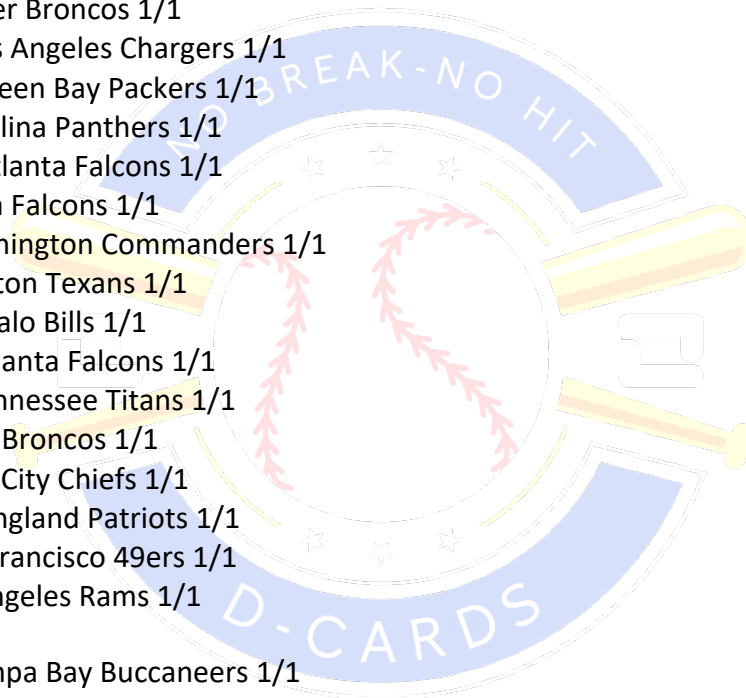 er Broncos 1/1
s Angeles Chargers 1/1
een Bay Packers 1/1
lina Panthers 1/1
tlanta Falcons 1/1
a Falcons 1/1
hington Commanders 1/1
ton Texans 1/1
alo Bills 1/1
lanta Falcons 1/1
nnessee Titans 1/1
Broncos 1/1
City Chiefs 1/1
ngland Patriots 1/1
rancisco 49ers 1/1
ngeles Rams 1/1
mpa Bay Buccaneers 1/1
NO BREAK-NO HIT
D-CARDS